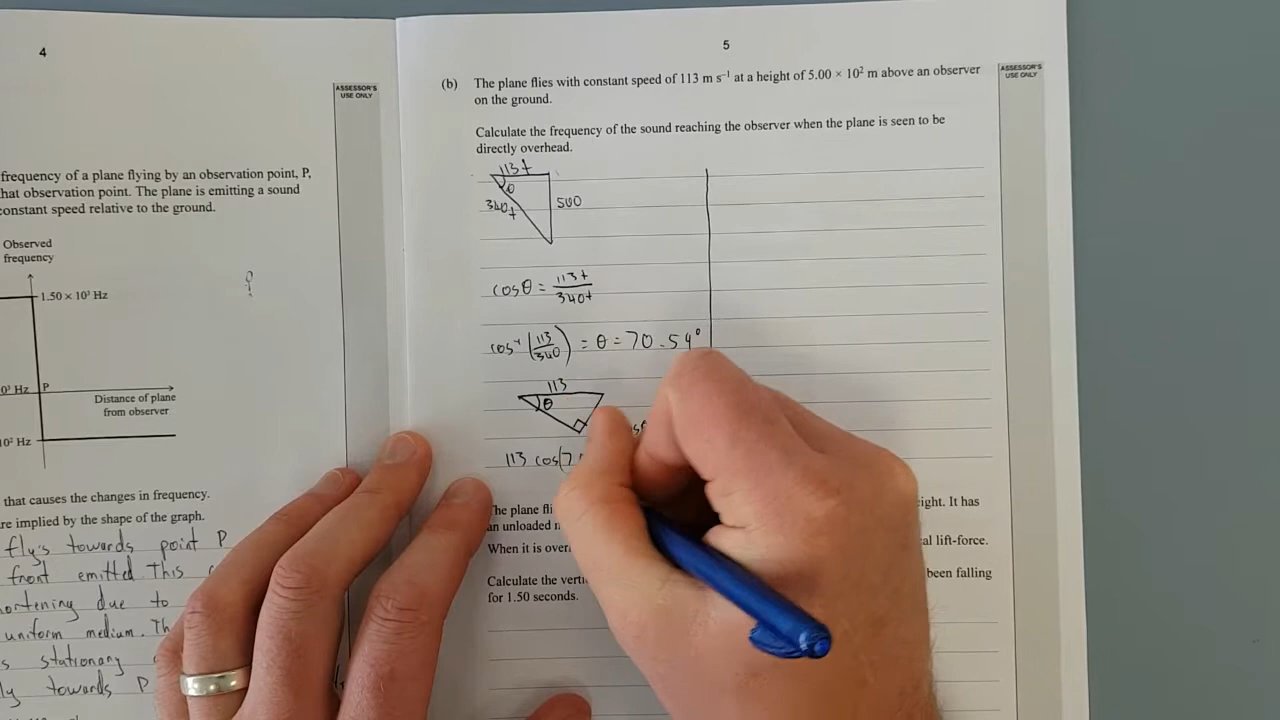 4
ASSESSOR'S
USE ONLY
frequency of a plane flying by an observation point, P,
hat observation point. The plane is emitting a sound
constant speed relative to the ground.
Observed
frequency
1.50 × 10³ Hz
0³ Hz
P
Distance of plane
from observer
10² Hz
that causes the changes in frequency.
re implied by the shape of the graph.
fly's towards point P
front emitted This
ortening due to
uniform medium. Th
s stationary
ly towards P
5
ASSESSOR'S
USE ONLY
(b) The plane flies with constant speed of 113 m s⁻¹ at a height of 5.00 × 10² m above an observer
on the ground.
Calculate the frequency of the sound reaching the observer when the plane is seen to be
directly overhead.
113t
θ
340t
500
cosθ = 113t / 340t
cos⁻¹(113/340) = θ = 70.59°
113
θ
113 cos(7
The plane fli
ight. It has
an unloaded
When it is over
al lift-force.
Calculate the verti
been falling
for 1.50 seconds.